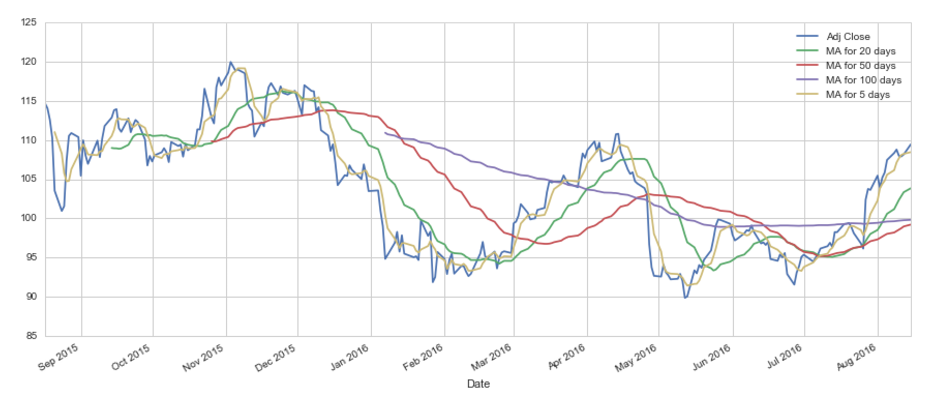 125
120
115
110
105
100
95
90
85
Adj Close
MA for 20 days
MA for 50 days
MA for 100 days
MA for 5 days
Sep 2015
Oct 2015
Nov 2015
Dec 2015
Jan 2016
Feb 2016
Mar 2016
Apr 2016
May 2016
Jun 2016
Jul 2016
Aug 2016
Date